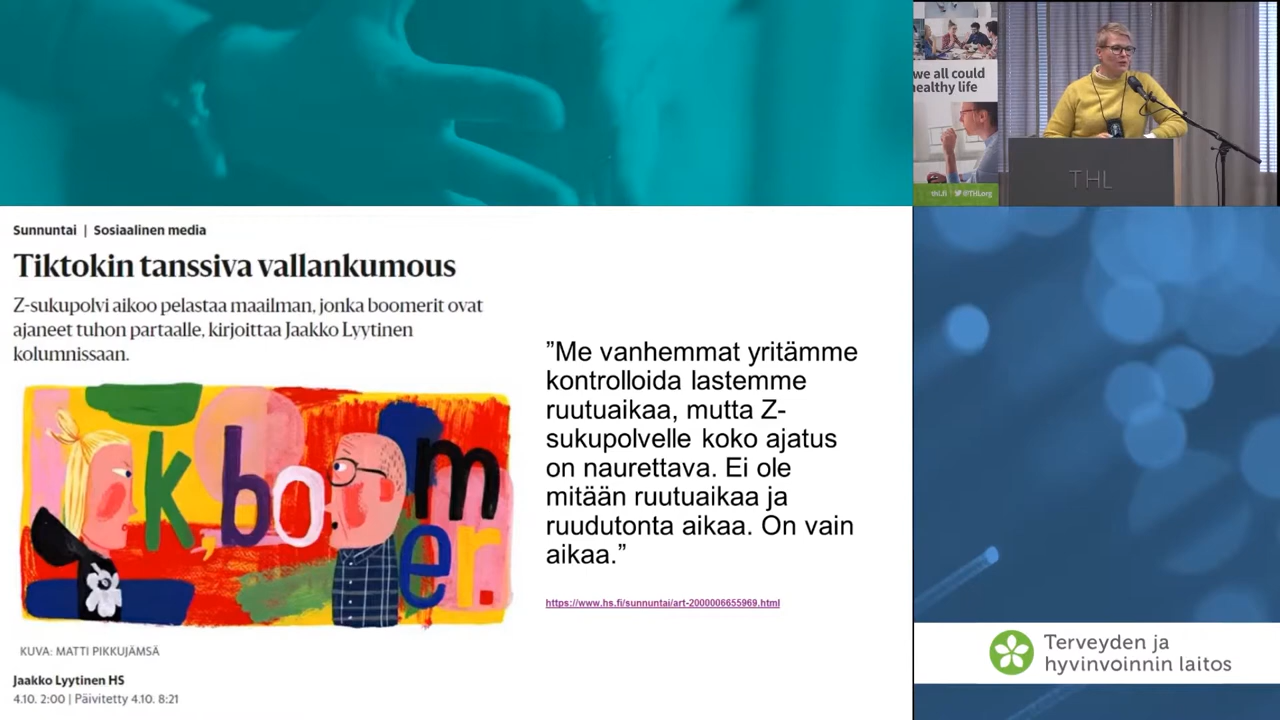 Sunnuntai | Sosiaalinen media
Tiktokin tanssiva vallankumous
Z-sukupolvi aikoo pelastaa maailman, jonka boomerit ovat
ajaneet tuhon partaalle, kirjoittaa Jaakko Lyytinen
kolumnissaan.
k, boomer.
KUVA: MATTI PIKKUJÄMSÄ
Jaakko Lyytinen HS
4.10. 2:00 | Päivitetty 4.10. 8:21
”Me vanhemmat yritämme
kontrolloida lastemme
ruutuaikaa, mutta Z-
sukupolvelle koko ajatus
on naurettava. Ei ole
mitään ruutuaikaa ja
ruudutonta aikaa. On vain
aikaa.”
https://www.hs.fi/sunnuntai/art-2000006655969.html
we all could
healthy life
thl.fi @THLorg
THL
Terveyden ja
hyvinvoinnin laitos